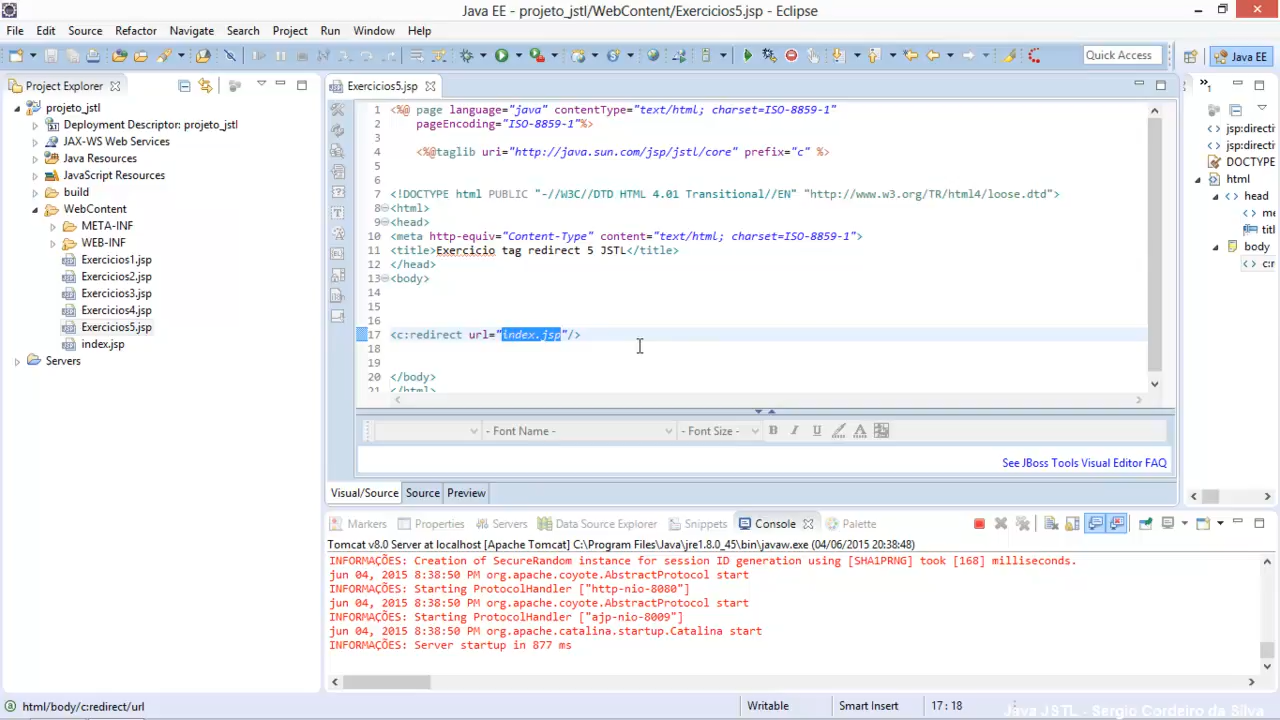 Java EE - projeto_jstl/WebContent/Exercicios5.jsp - Eclipse
File Edit Source Refactor Navigate Search Project Run Window Help
Quick Access
Java EE
Project Explorer
projeto_jstl
Deployment Descriptor: projeto_jstl
JAX-WS Web Services
Java Resources
JavaScript Resources
build
WebContent
META-INF
WEB-INF
Exercicios1.jsp
Exercicios2.jsp
Exercicios3.jsp
Exercicios4.jsp
Exercicios5.jsp
index.jsp
Servers
Exercicios5.jsp
1 <%@ page language="java" contentType="text/html; charset=ISO-8859-1"
2 pageEncoding="ISO-8859-1"%>
3
4 <%@taglib uri="http://java.sun.com/jsp/jstl/core" prefix="c" %>
5
6
7 <!DOCTYPE html PUBLIC "-//W3C//DTD HTML 4.01 Transitional//EN" "http://www.w3.org/TR/html4/loose.dtd">
8 <html>
9 <head>
10 <meta http-equiv="Content-Type" content="text/html; charset=ISO-8859-1">
11 <title>Exercicio tag redirect 5 JSTL</title>
12 </head>
13 <body>
14
15
16
17 <c:redirect url="index.jsp"/>
18
19
20 </body>
21 </html>
- Font Name -
- Font Size -
B I U A
See JBoss Tools Visual Editor FAQ
Visual/Source Source Preview
jsp:directi
jsp:directi
DOCTYPE
html
head
me
titl
body
c:r
Markers Properties Servers Data Source Explorer Snippets Console Palette
Tomcat v8.0 Server at localhost [Apache Tomcat] C:\Program Files\Java\jre1.8.0_45\bin\javaw.exe (04/06/2015 20:38:48)
INFORMAÇÕES: Creation of SecureRandom instance for session ID generation using [SHA1PRNG] took [168] milliseconds.
jun 04, 2015 8:38:50 PM org.apache.coyote.AbstractProtocol start
INFORMAÇÕES: Starting ProtocolHandler ["http-nio-8080"]
jun 04, 2015 8:38:50 PM org.apache.coyote.AbstractProtocol start
INFORMAÇÕES: Starting ProtocolHandler ["ajp-nio-8009"]
jun 04, 2015 8:38:50 PM org.apache.catalina.startup.Catalina start
INFORMAÇÕES: Server startup in 877 ms
html/body/c:redirect/url
Writable
Smart Insert
17 : 18
Java JSTL - Sergio Cordeiro da Silva